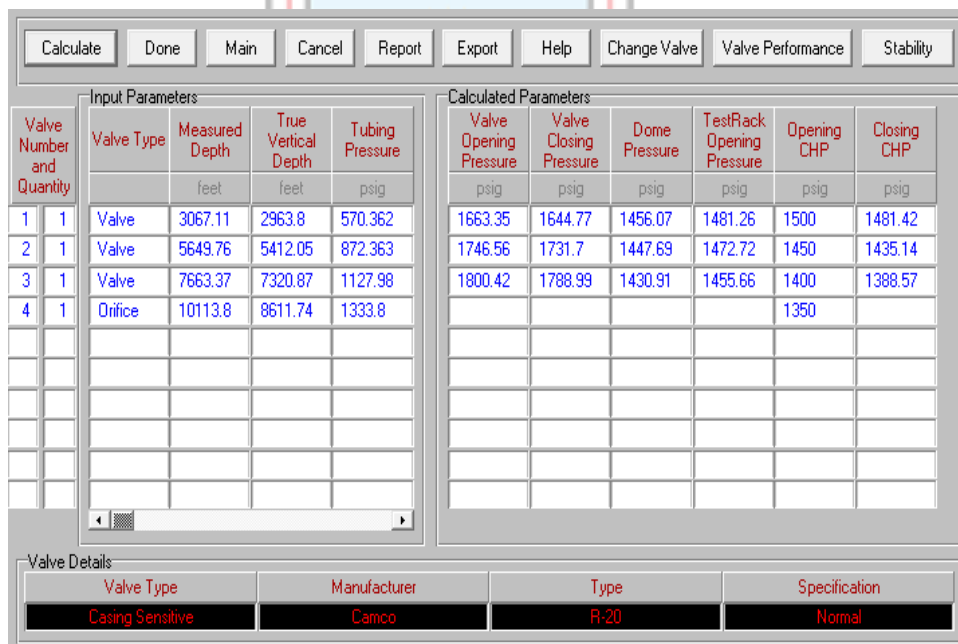 Calculate Done Main Cancel Report Export Help Change Valve Valve Performance Stability
Input Parameters Calculated Parameters
Valve Number and Quantity Valve Type Measured Depth True Vertical Depth Tubing Pressure Valve Opening Pressure Valve Closing Pressure Dome Pressure TestRack Opening Pressure Opening CHP Closing CHP
feet feet psig psig psig psig psig psig psig
1 1 Valve 3067.11 2963.8 570.362 1663.35 1644.77 1456.07 1481.26 1500 1481.42
2 1 Valve 5649.76 5412.05 872.363 1746.56 1731.7 1447.69 1472.72 1450 1435.14
3 1 Valve 7663.37 7320.87 1127.98 1800.42 1788.99 1430.91 1455.66 1400 1388.57
4 1 Orifice 10113.8 8611.74 1333.8 1350
Valve Details
Valve Type Manufacturer Type Specification
Casing Sensitive Camco R-20 Normal